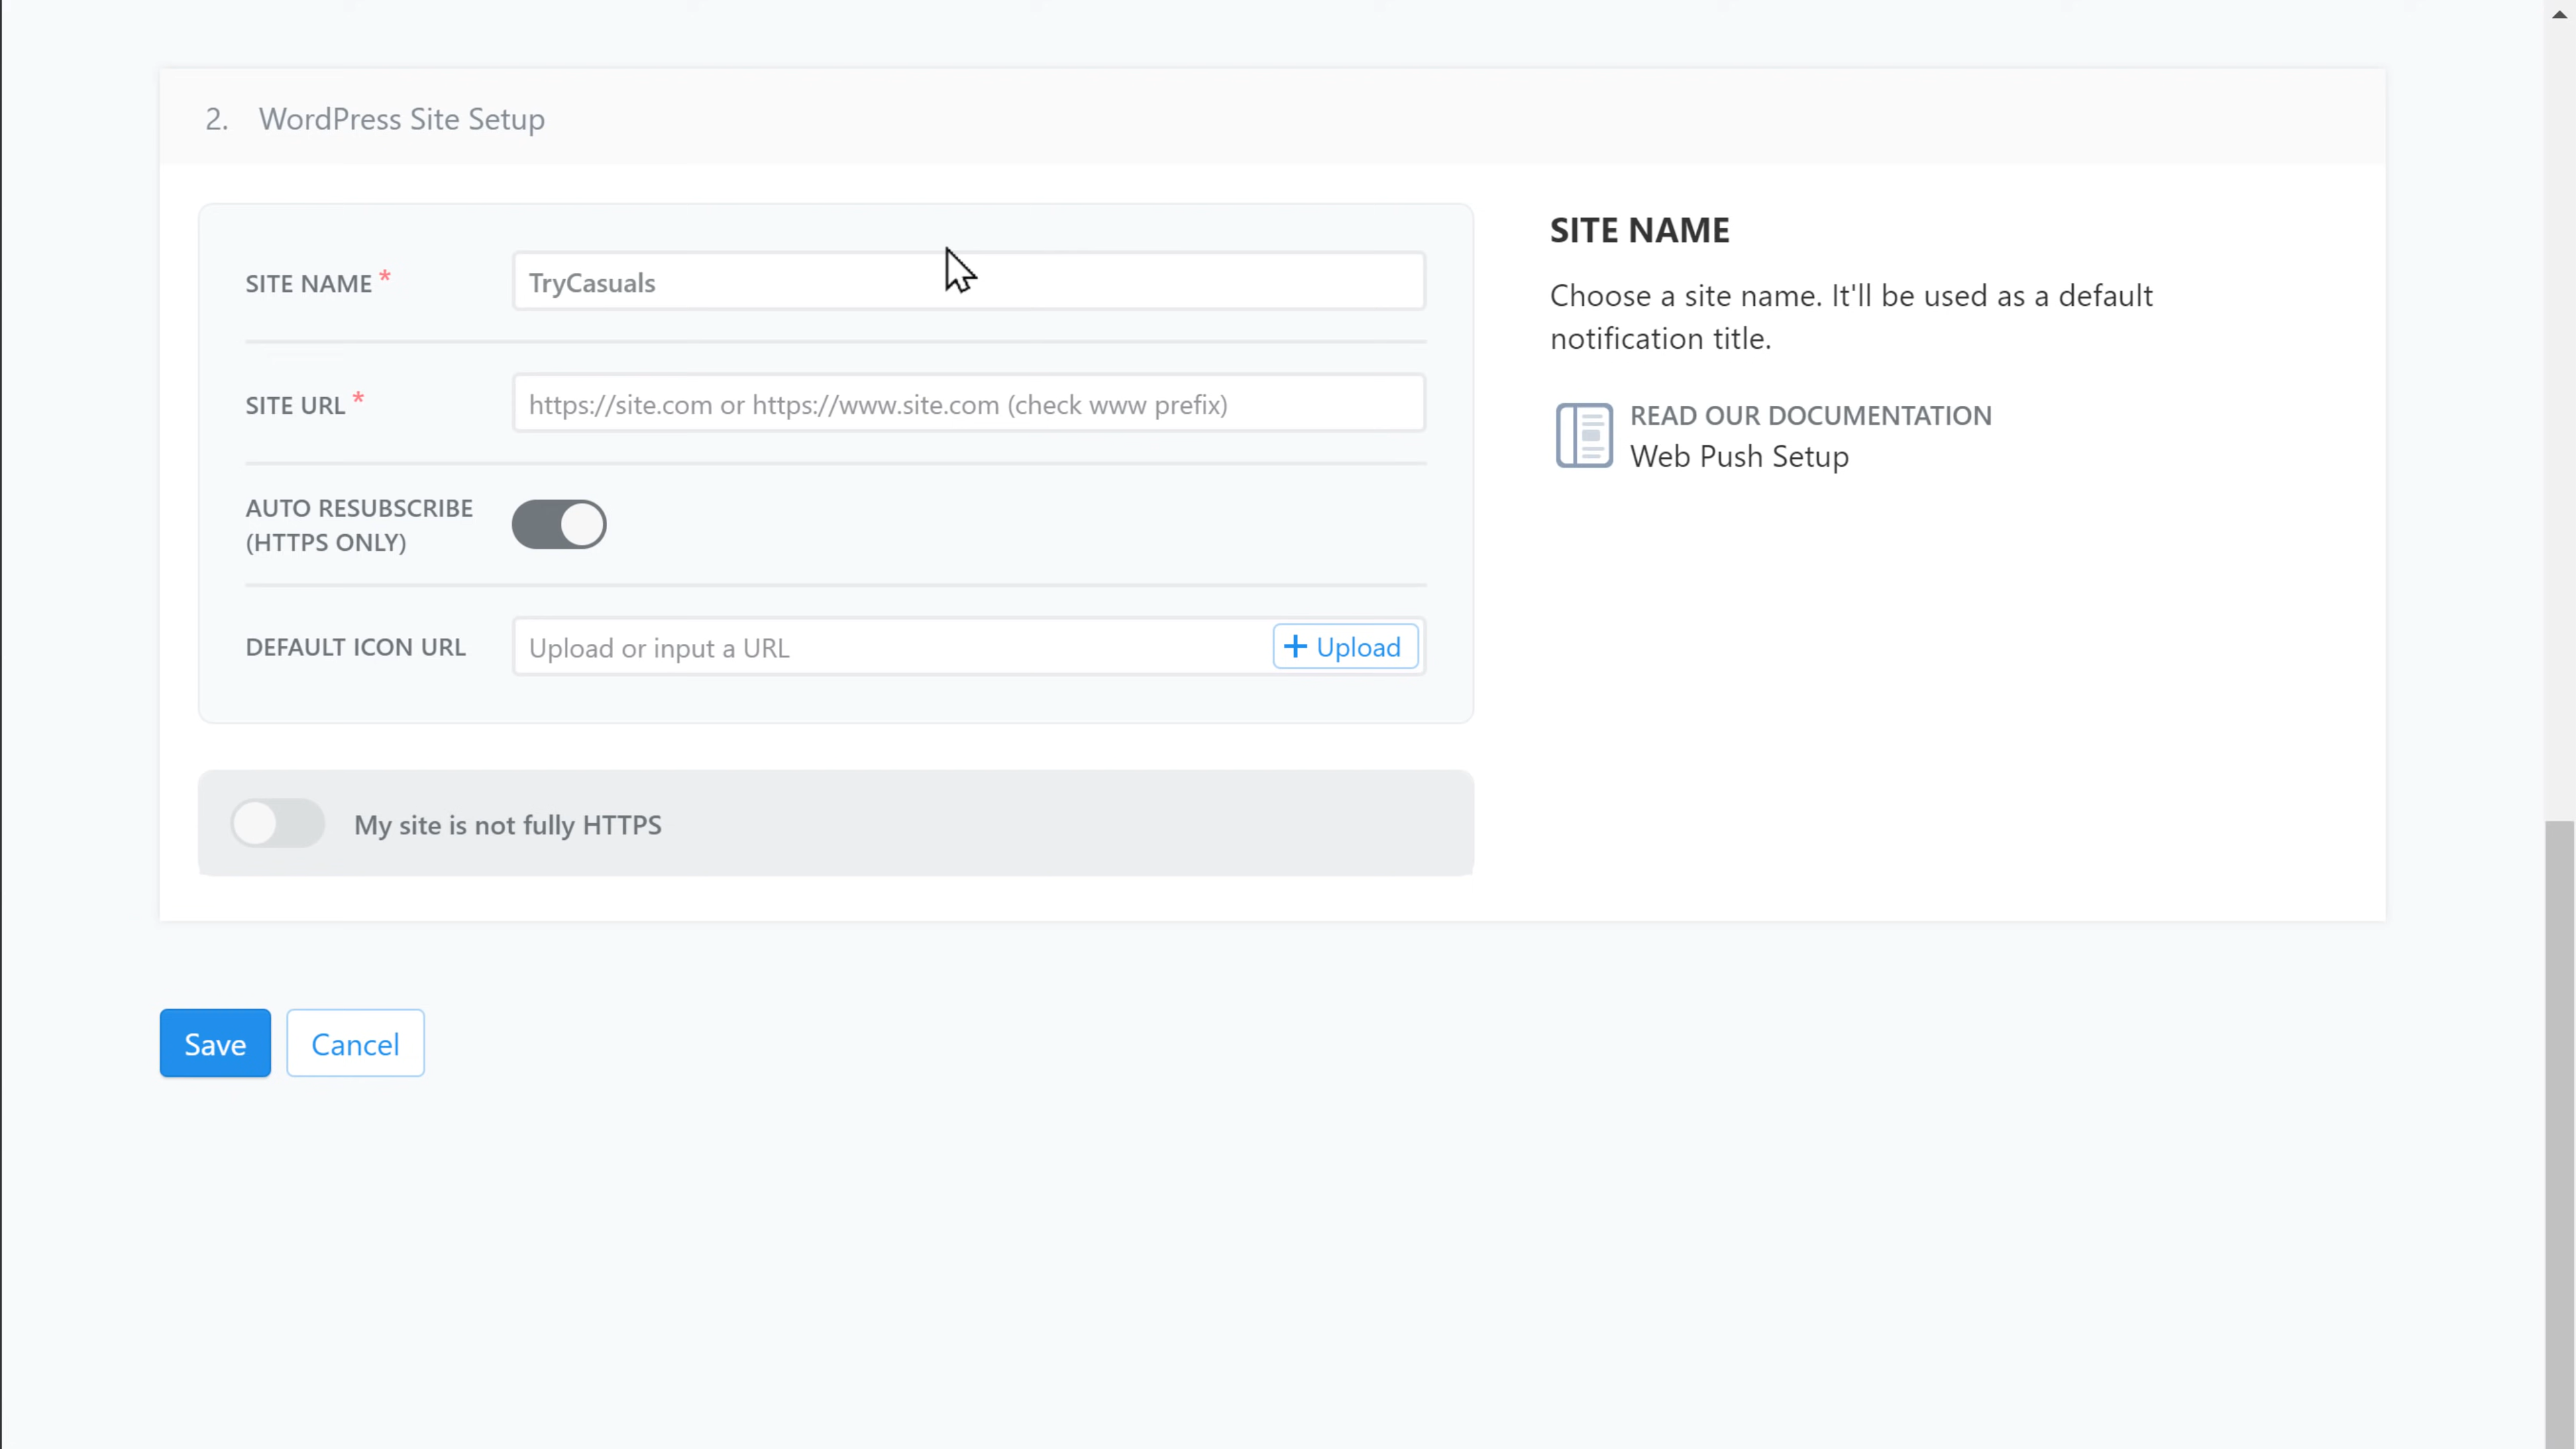 2. WordPress Site Setup
SITE NAME *
TryCasuals
SITE URL *
https://site.com or https://www.site.com (check www prefix)
AUTO RESUBSCRIBE
(HTTPS ONLY)
DEFAULT ICON URL
Upload or input a URL
+ Upload
My site is not fully HTTPS
SITE NAME
Choose a site name. It'll be used as a default
notification title.
READ OUR DOCUMENTATION
Web Push Setup
Save
Cancel